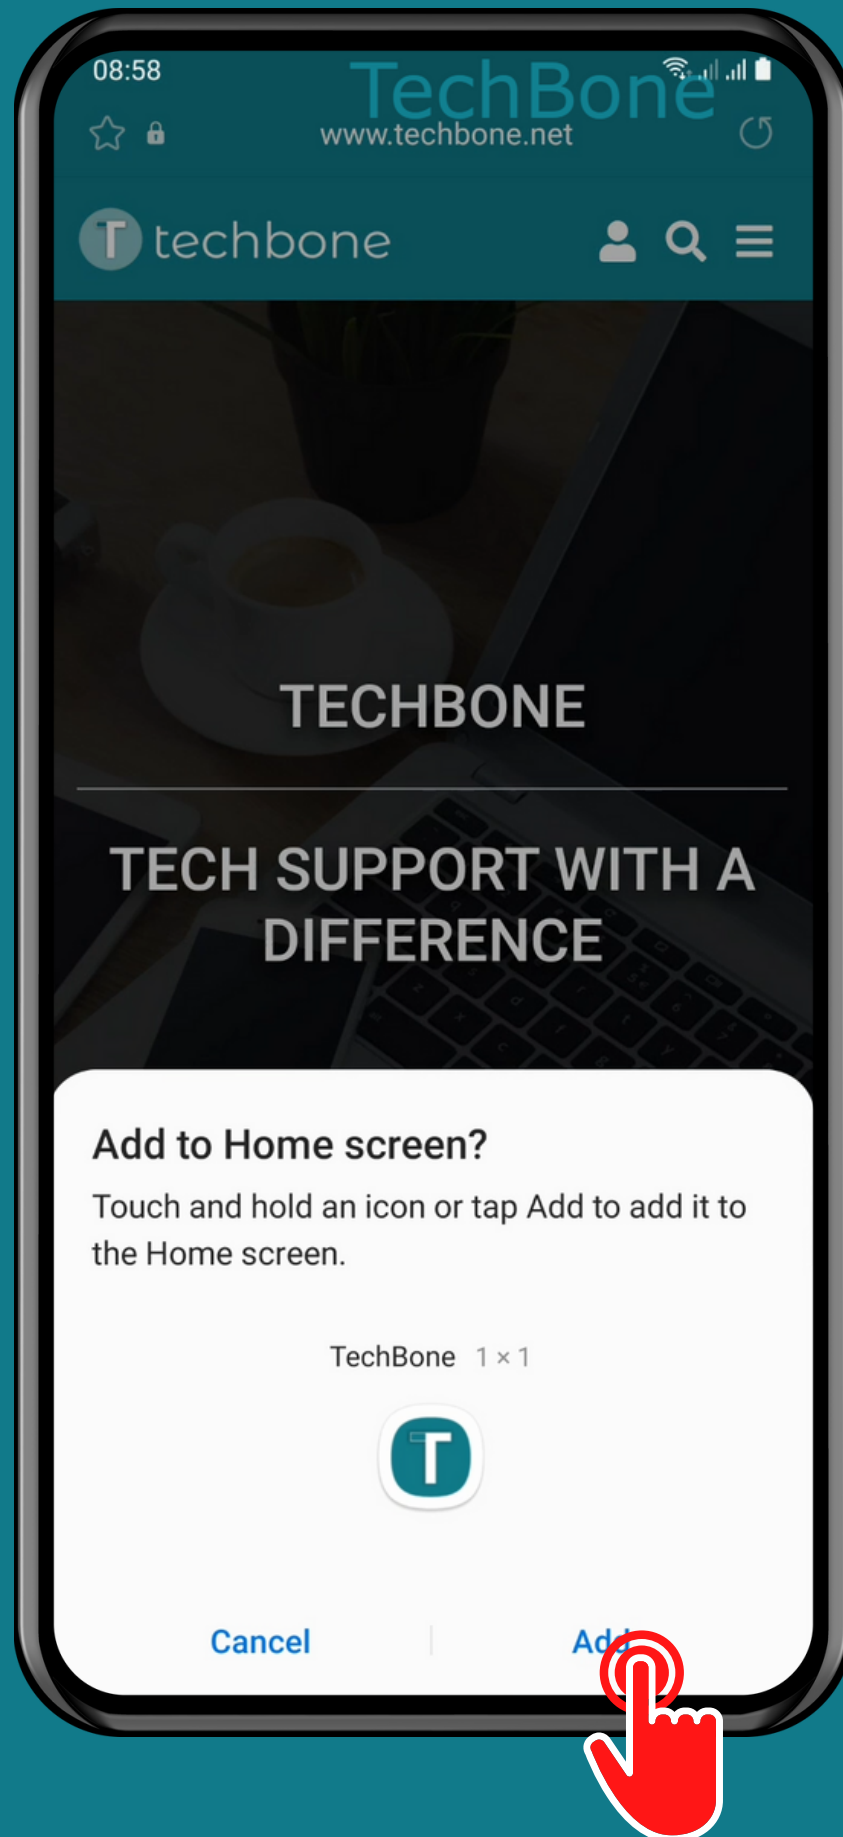 08:58
TechBone
www.techbone.net
T techbone
TECHBONE
TECH SUPPORT WITH A
DIFFERENCE
Add to Home screen?
Touch and hold an icon or tap Add to add it to
the Home screen.
TechBone 1 × 1
T
Cancel
Add